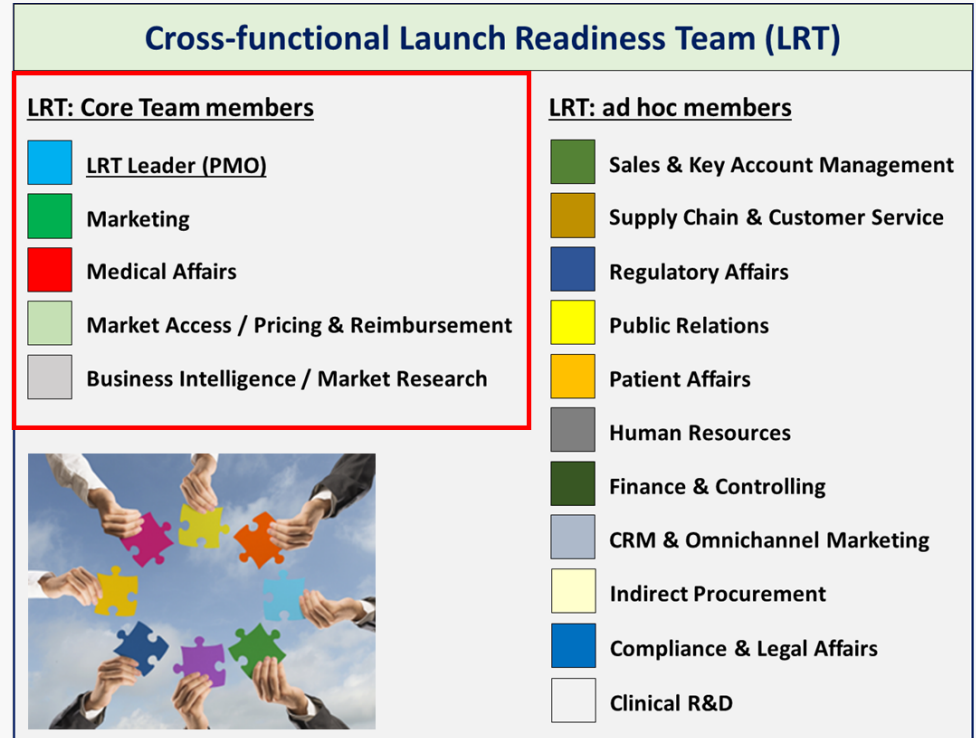 Cross-functional Launch Readiness Team (LRT)
LRT: Core Team members
LRT Leader (PMO)
Marketing
Medical Affairs
Market Access / Pricing & Reimbursement
Business Intelligence / Market Research
LRT: ad hoc members
Sales & Key Account Management
Supply Chain & Customer Service
Regulatory Affairs
Public Relations
Patient Affairs
Human Resources
Finance & Controlling
CRM & Omnichannel Marketing
Indirect Procurement
Compliance & Legal Affairs
Clinical R&D